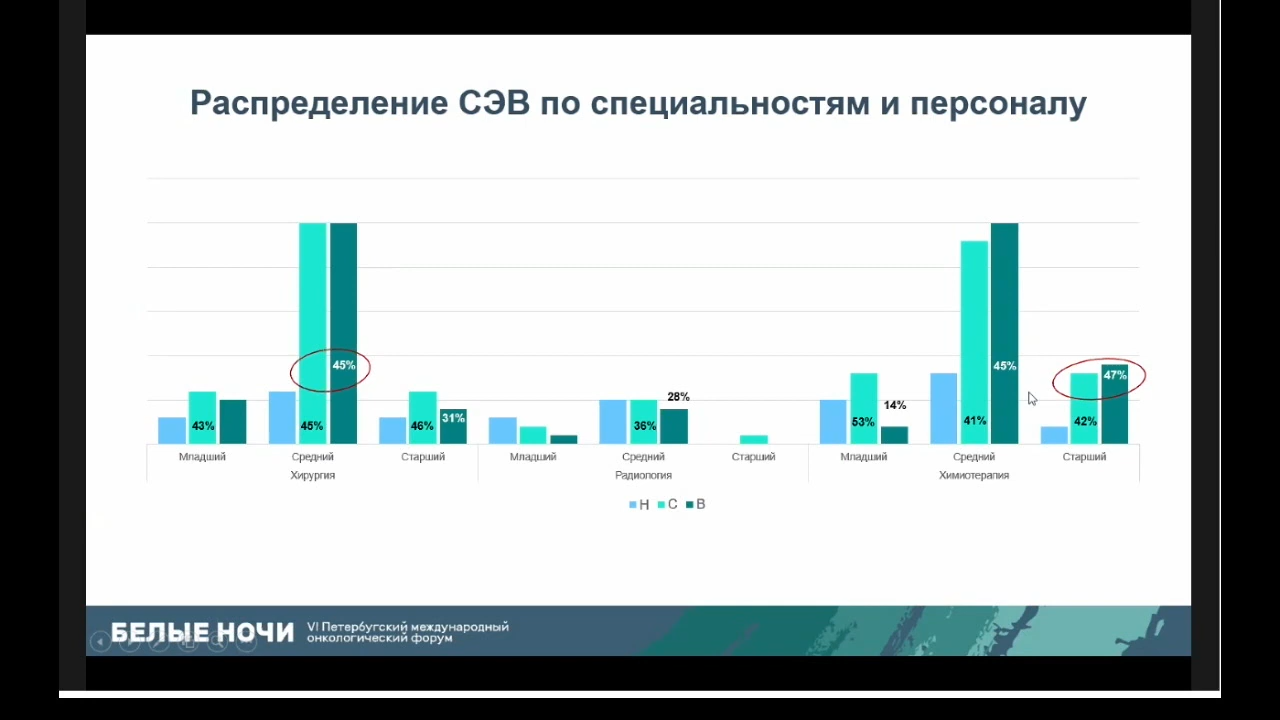 Распределение СЭВ по специальностям и персоналу
45%
45%
47%
28%
31%
14%
43%
45%
46%
36%
53%
41%
42%
Младший Средний Старший Младший Средний Старший Младший Средний Старший
Хирургия Радиология Химиотерапия
Н С В
БЕЛЫЕ НОЧИ
VI Петербугский международный
онкологический форум